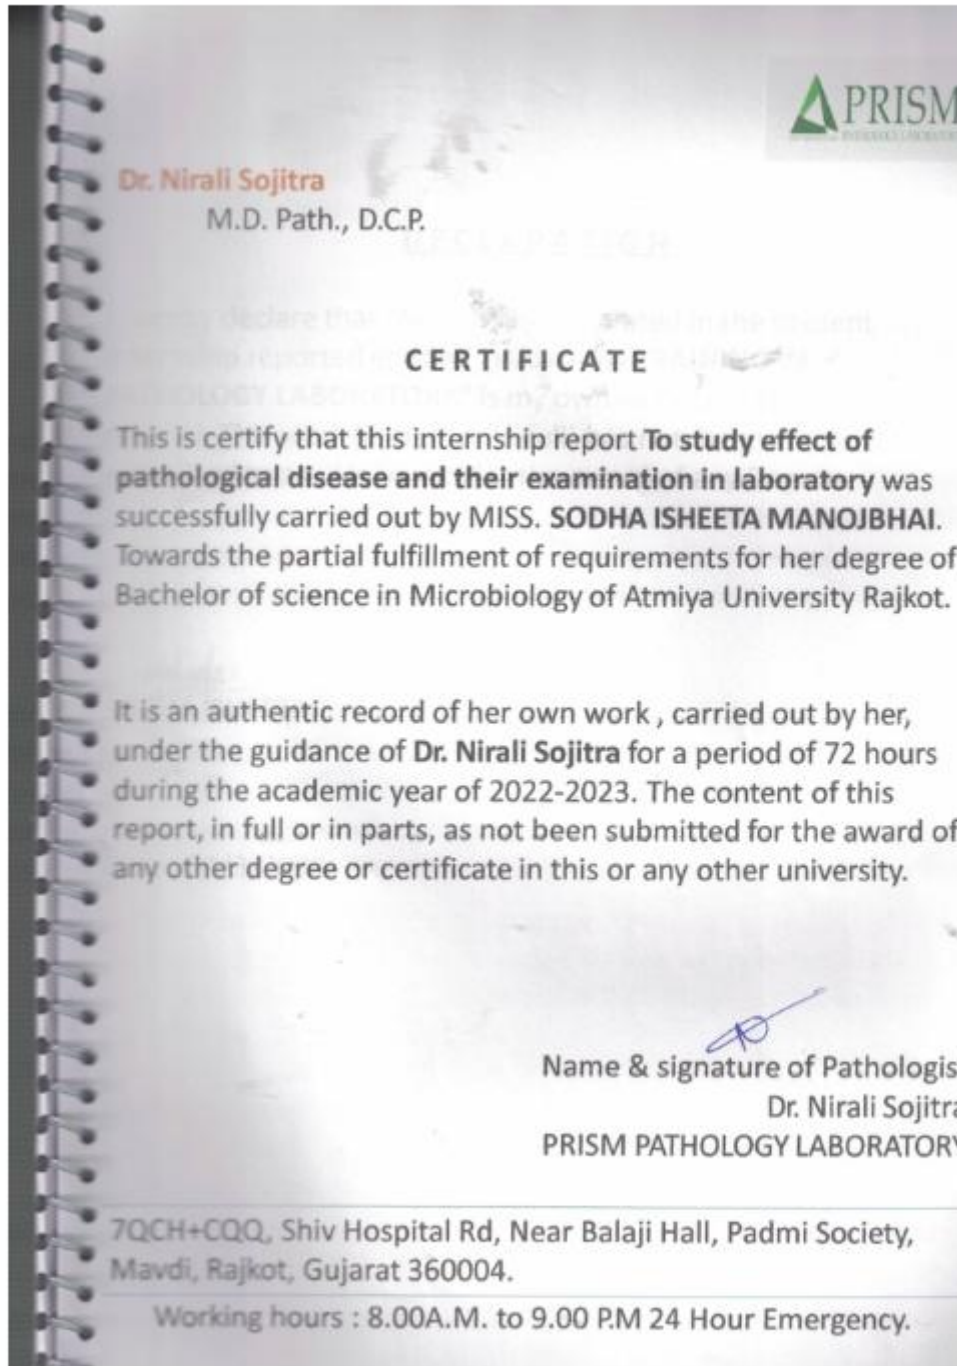 PRISM
Dr. Nirali Sojitra
M.D. Path., D.C.P.
CERTIFICATE
This is certify that this internship report To study effect of
pathological disease and their examination in laboratory was
successfully carried out by MISS. SODHA ISHEETA MANOJBHAI.
Towards the partial fulfillment of requirements for her degree of
Bachelor of science in Microbiology of Atmiya University Rajkot.
It is an authentic record of her own work , carried out by her,
under the guidance of Dr. Nirali Sojitra for a period of 72 hours
during the academic year of 2022-2023. The content of this
report, in full or in parts, as not been submitted for the award of
any other degree or certificate in this or any other university.
Name & signature of Pathologis
Dr. Nirali Sojitra
PRISM PATHOLOGY LABORATORY
7QCH+CQQ, Shiv Hospital Rd, Near Balaji Hall, Padmi Society,
Mavdi, Rajkot, Gujarat 360004.
Working hours : 8.00A.M. to 9.00 P.M 24 Hour Emergency.